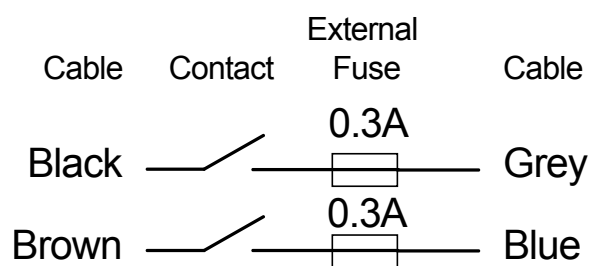 External
Cable Contact Fuse Cable
0.3A
Black Grey
0.3A
Brown Blue